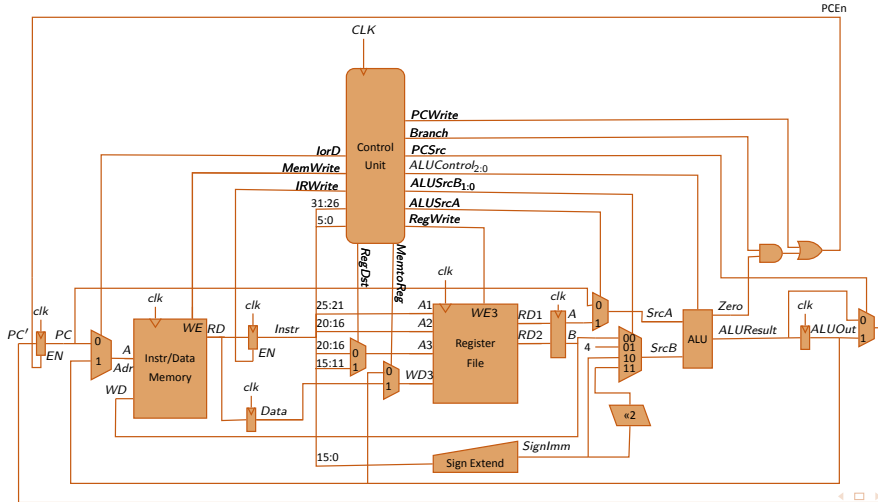 PCEn
CLK
PCWrite
Branch
PCSrc
ALUControl2:0
ALUSrcB1:0
ALUSrcA
RegWrite
IorD
MemWrite
IRWrite
31:26
5:0
Control
Unit
RegDst
MemtoReg
clk
PC′
EN
PC
0
1
A
Adr
WD
clk
WE
RD
Instr/Data
Memory
clk
Instr
EN
clk
Data
25:21
20:16
20:16
15:11
15:0
0
1
0
1
clk
A1
A2
A3
WD3
WE3
RD1
RD2
Register
File
clk
A
B
0
1
SrcA
4
00
01
10
11
SrcB
«2
Sign Extend
SignImm
Zero
ALUResult
ALU
clk
ALUOut
0
1